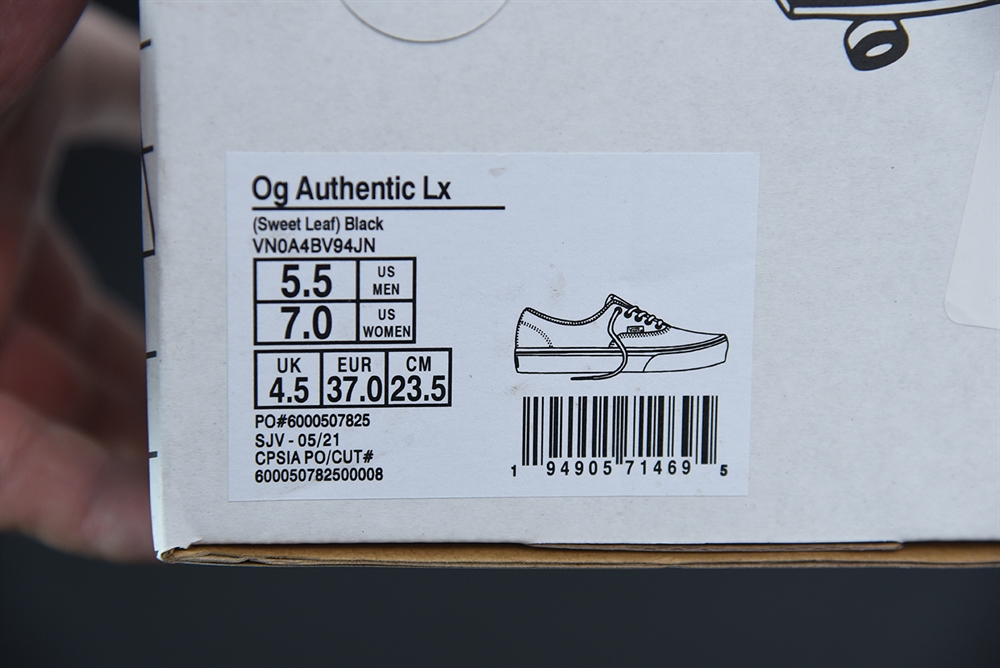 Og Authentic Lx
(Sweet Leaf) Black
VN0A4BV94JN
5.5 US MEN
7.0 US WOMEN
UK EUR CM
4.5 37.0 23.5
PO#6000507825
SJV - 05/21
CPSIA PO/CUT#
600050782500008
1 94905 71469 5